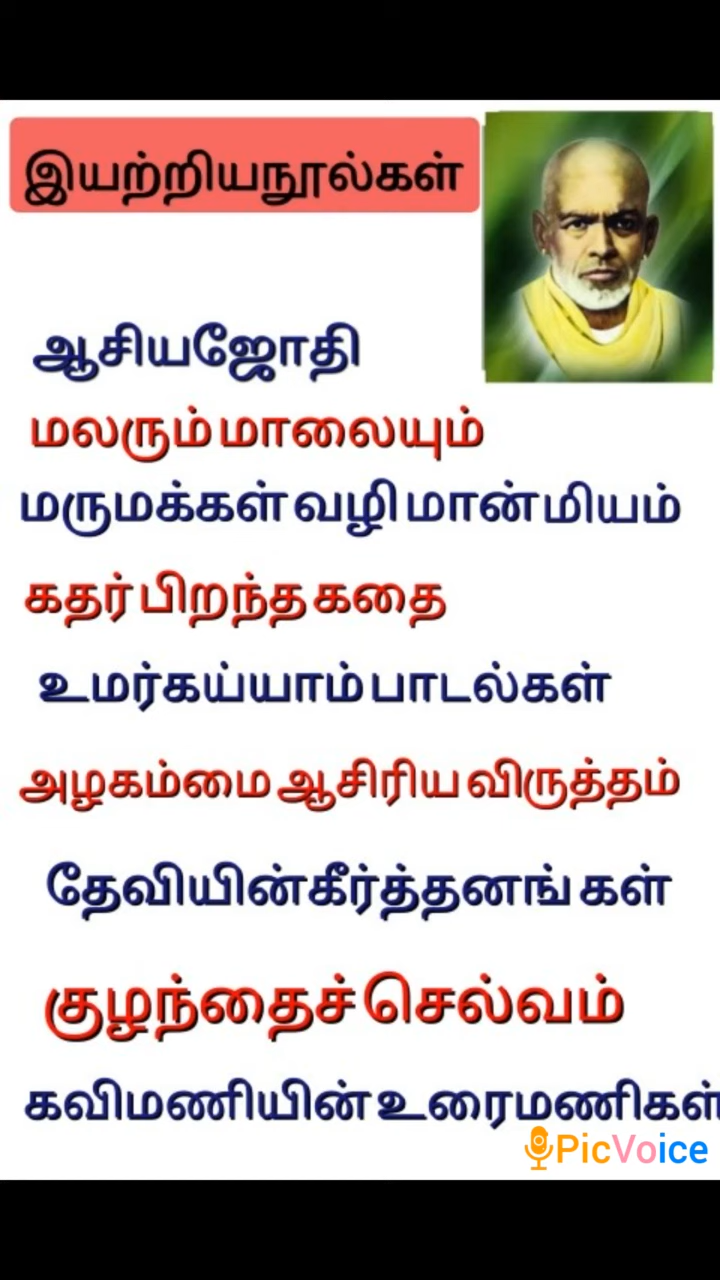 இயற்றியநூல்கள்
ஆசியஜோதி
மலரும் மாலையும்
மருமக்கள் வழி மான்மியம்
கதர் பிறந்த கதை
உமர்கய்யாம் பாடல்கள்
அழகம்மை ஆசிரிய விருத்தம்
தேவியின்கீர்த்தனங்கள்
குழந்தைச் செல்வம்
கவிமணியின் உரைமணிகள்
PicVoice